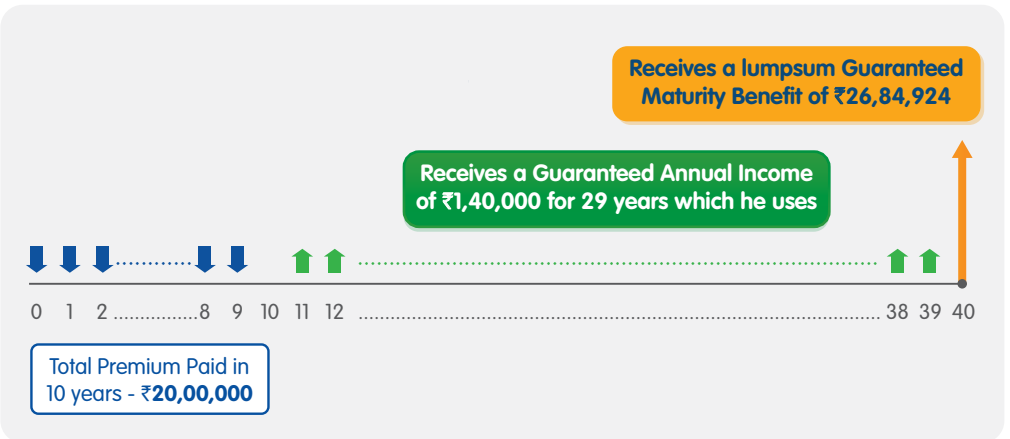 Receives a lumpsum Guaranteed
Maturity Benefit of ₹26,84,924
Receives a Guaranteed Annual Income
of ₹1,40,000 for 29 years which he uses
0 1 2 ................8 9 10 11 12 ........................................................ 38 39 40
Total Premium Paid in
10 years - ₹20,00,000